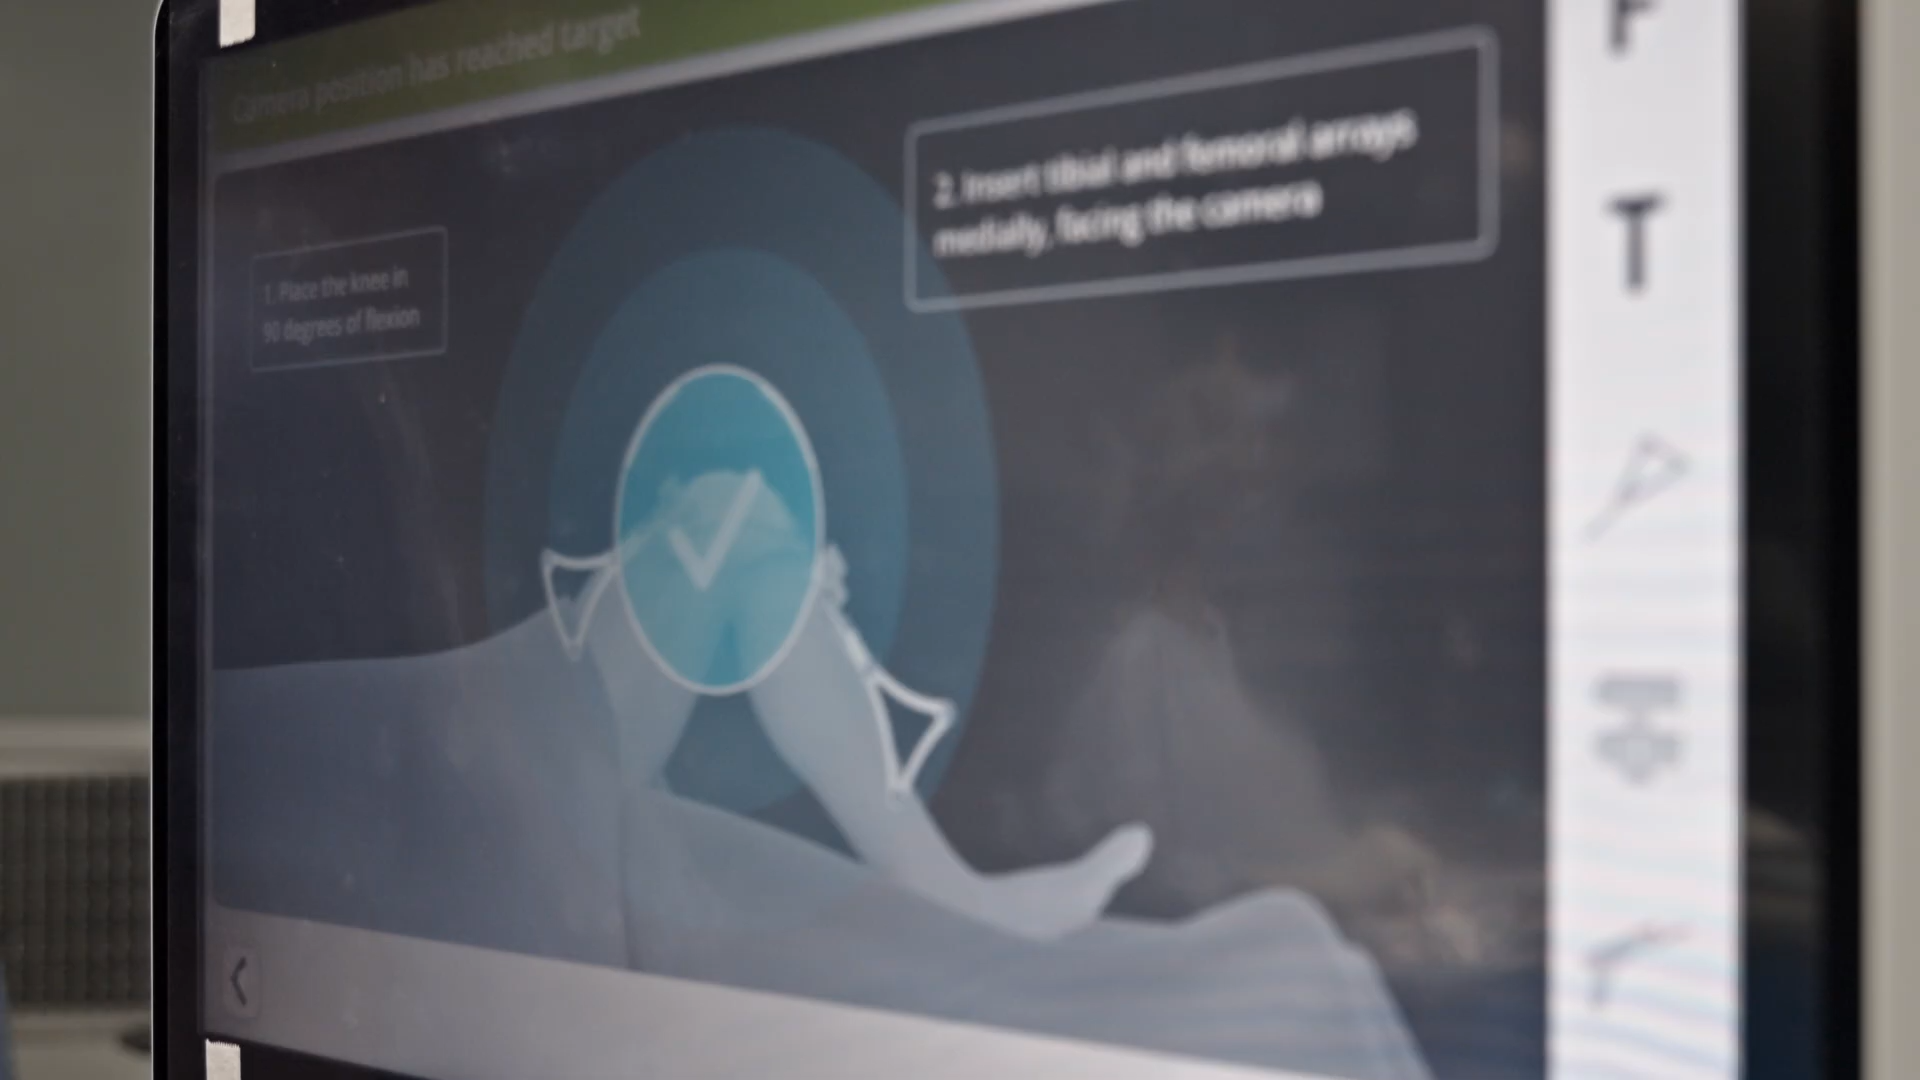 Camera position has reached target
1. Place the knee in
90 degrees of flexion
2. Insert tibial and femoral arrays
medially, facing the camera
F
T